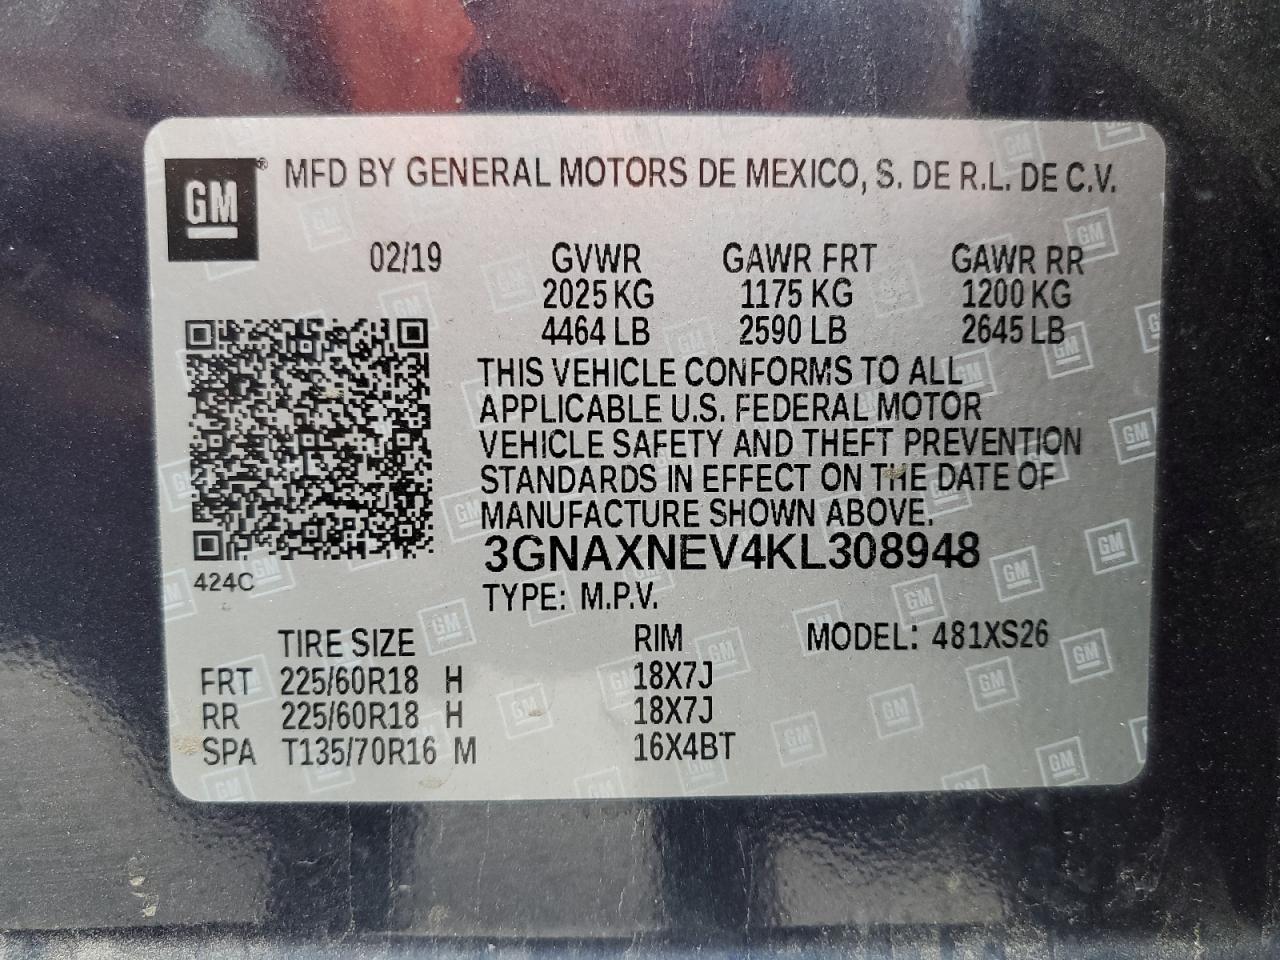 GM® MFD BY GENERAL MOTORS DE MEXICO, S. DE R.L. DE C.V.
02/19 GVWR GAWR FRT GAWR RR
2025 KG 1175 KG 1200 KG
4464 LB 2590 LB 2645 LB
THIS VEHICLE CONFORMS TO ALL
APPLICABLE U.S. FEDERAL MOTOR
VEHICLE SAFETY AND THEFT PREVENTION
STANDARDS IN EFFECT ON THE DATE OF
MANUFACTURE SHOWN ABOVE.
3GNAXNEV4KL308948
424C
TYPE: M.P.V.
TIRE SIZE RIM MODEL: 481XS26
FRT 225/60R18 H 18X7J
RR 225/60R18 H 18X7J
SPA T135/70R16 M 16X4BT